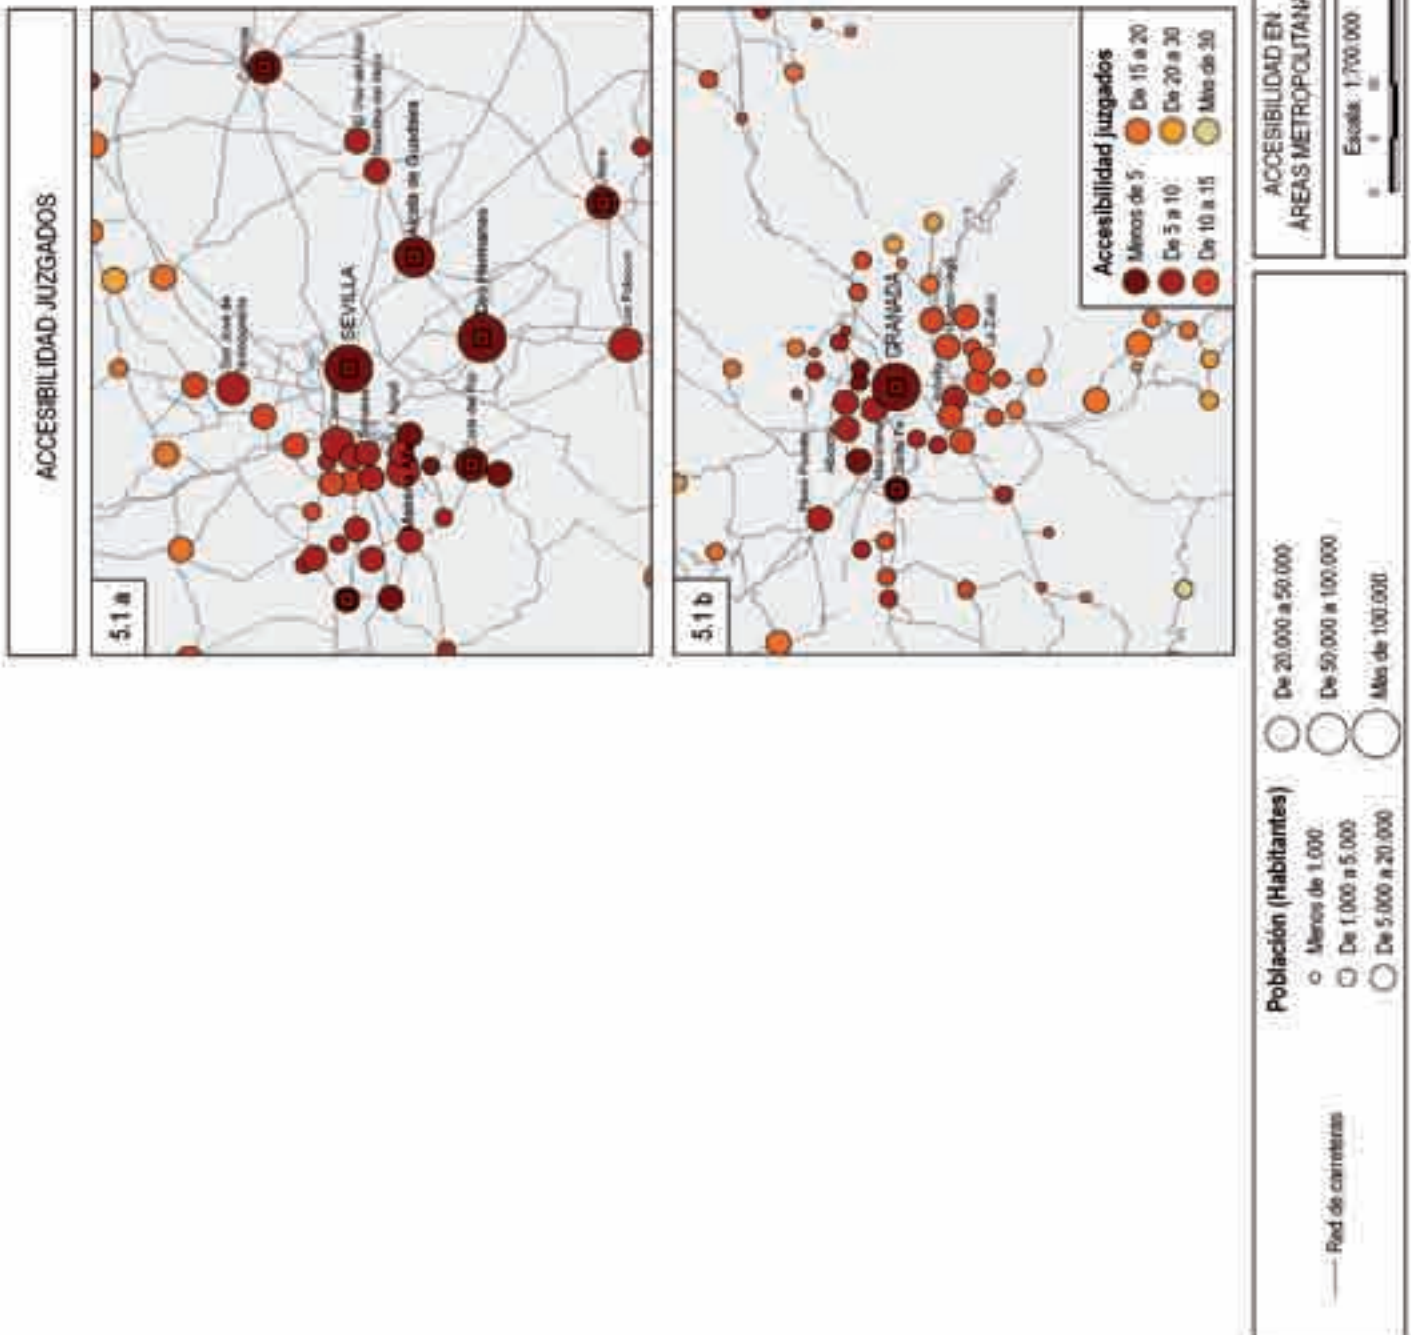 ACCESIBILIDAD JUZGADOS
5.1 a
San José de
SEVILLA
Alcalá de Guadaíra
Dos Hermanas
5.1 b
GRANADA
Santa Fe
La Zubia
Accesibilidad juzgados
Menos de 5
De 5 a 10
De 10 a 15
De 15 a 20
De 20 a 30
Más de 30
Red de carreteras
Población (Habitantes)
Menos de 1.000
De 1.000 a 5.000
De 5.000 a 20.000
De 20.000 a 50.000
De 50.000 a 100.000
Más de 100.000
ACCESIBILIDAD EN
ÁREAS METROPOLITANA
Escala: 1:700.000